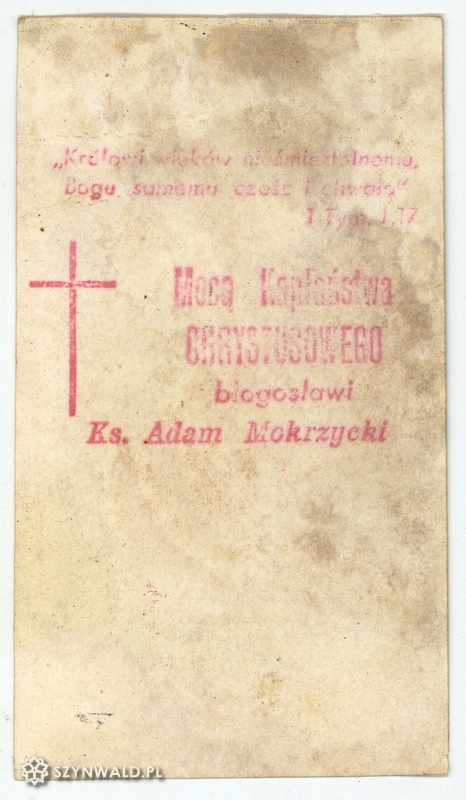 „Królowi wieków nieśmiertelnemu,
Bogu samemu cześć i chwała”
1 Tym. 1,17
Mocą Kapłaństwa
CHRYSTUSOWEGO
błogosławi
Ks. Adam Mokrzycki
SZYNWALD.PL